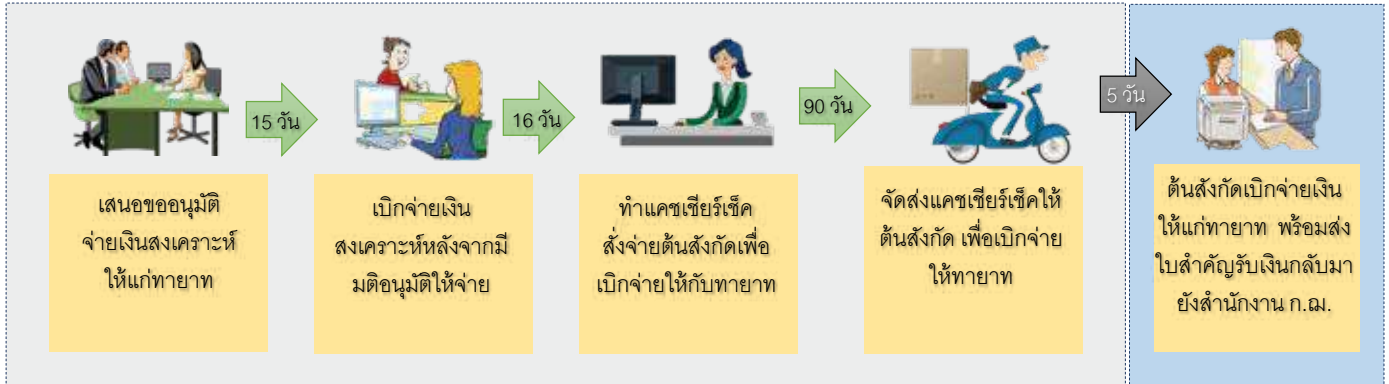 15 วัน
16 วัน
90 วัน
5 วัน
เสนอขออนุมัติ
จ่ายเงินสงเคราะห์
ให้แก่ทายาท
เบิกจ่ายเงิน
สงเคราะห์หลังจากมี
มติอนุมัติให้จ่าย
ทำแคชเชียร์เช็ค
สั่งจ่ายต้นสังกัดเพื่อ
เบิกจ่ายให้กับทายาท
จัดส่งแคชเชียร์เช็คให้
ต้นสังกัด เพื่อเบิกจ่าย
ให้ทายาท
ต้นสังกัดเบิกจ่ายเงิน
ให้แก่ทายาท พร้อมส่ง
ใบสำคัญรับเงินกลับมา
ยังสำนักงาน ก.ฌ.